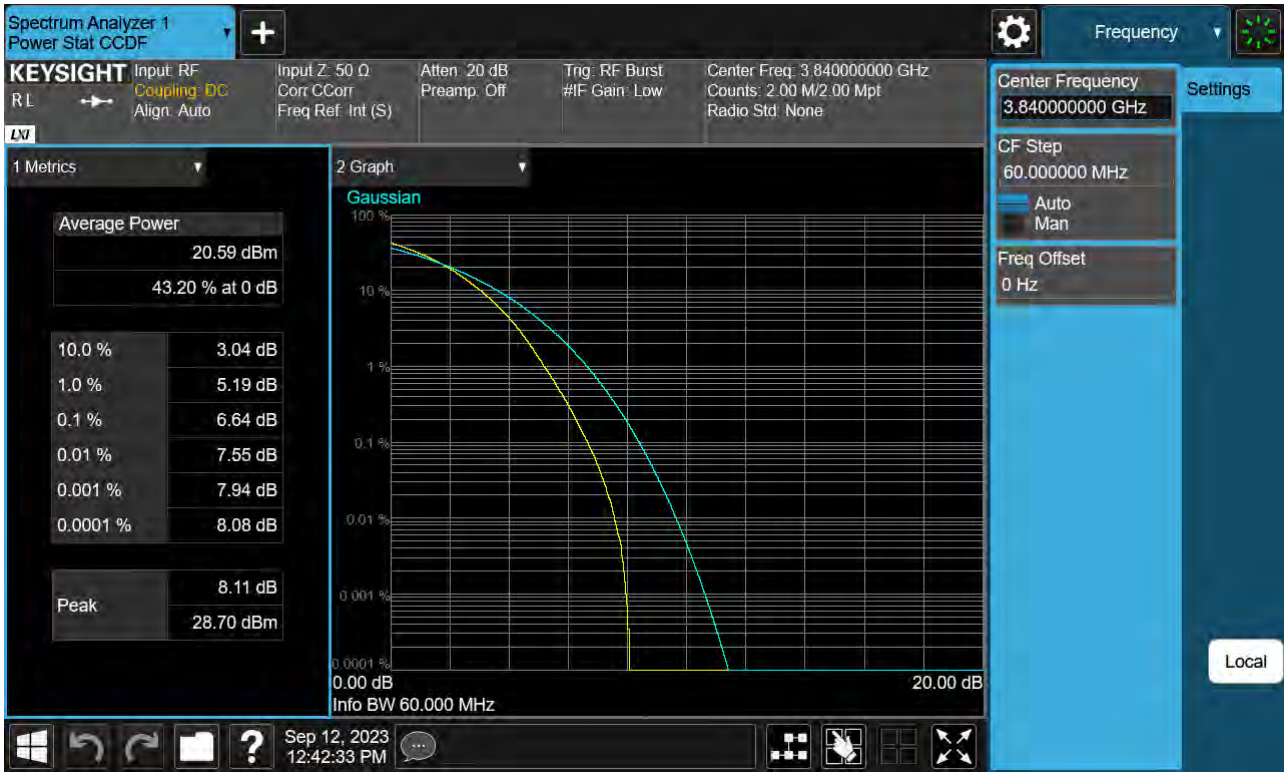 Spectrum Analyzer 1
Power Stat CCDF
Frequency
KEYSIGHT
RL
LXI
Input: RF
Coupling: DC
Align: Auto
Input Z: 50 Ω
Corr CCorr
Freq Ref: Int (S)
Atten: 20 dB
Preamp: Off
Trig: RF Burst
#IF Gain: Low
Center Freq: 3.840000000 GHz
Counts: 2.00 M/2.00 Mpt
Radio Std: None
Center Frequency
3.840000000 GHz
Settings
CF Step
60.000000 MHz
Auto
Man
Freq Offset
0 Hz
1 Metrics
Average Power
20.59 dBm
43.20 % at 0 dB
10.0 % 3.04 dB
1.0 % 5.19 dB
0.1 % 6.64 dB
0.01 % 7.55 dB
0.001 % 7.94 dB
0.0001 % 8.08 dB
Peak
8.11 dB
28.70 dBm
2 Graph
Gaussian
100 %
10 %
1 %
0.1 %
0.01 %
0.001 %
0.0001 %
0.00 dB 20.00 dB
Info BW 60.000 MHz
Local
Sep 12, 2023
12:42:33 PM